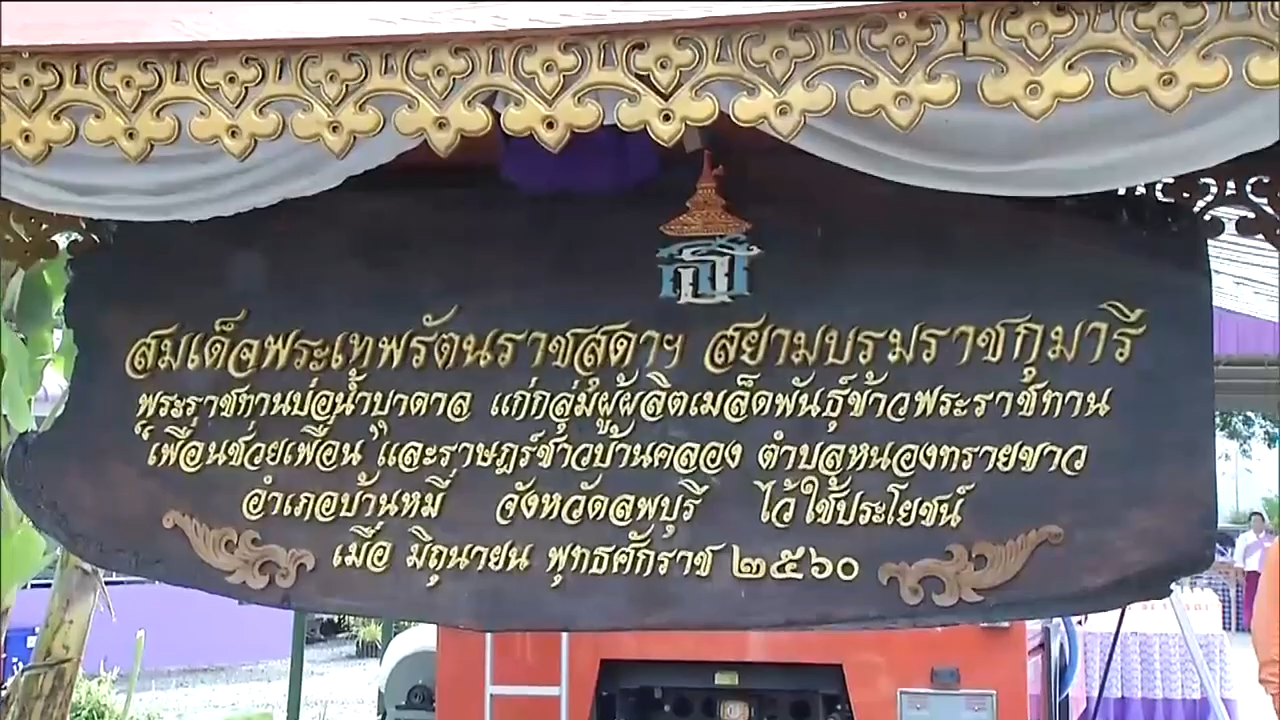 สมเด็จพระเทพรัตนราชสุดาฯ สยามบรมราชกุมารี
พระราชทานบ่อน้ำบาดาล แก่กลุ่มผู้ผลิตเมล็ดพันธุ์ข้าวพระราชทาน
“เพื่อนช่วยเพื่อน” และราษฎร์ชาวบ้านคลอง ตำบลหนองทรายขาว
อำเภอบ้านหมี่ จังหวัดลพบุรี ไว้ใช้ประโยชน์
เมื่อ มิถุนายน พุทธศักราช ๒๕๖๐